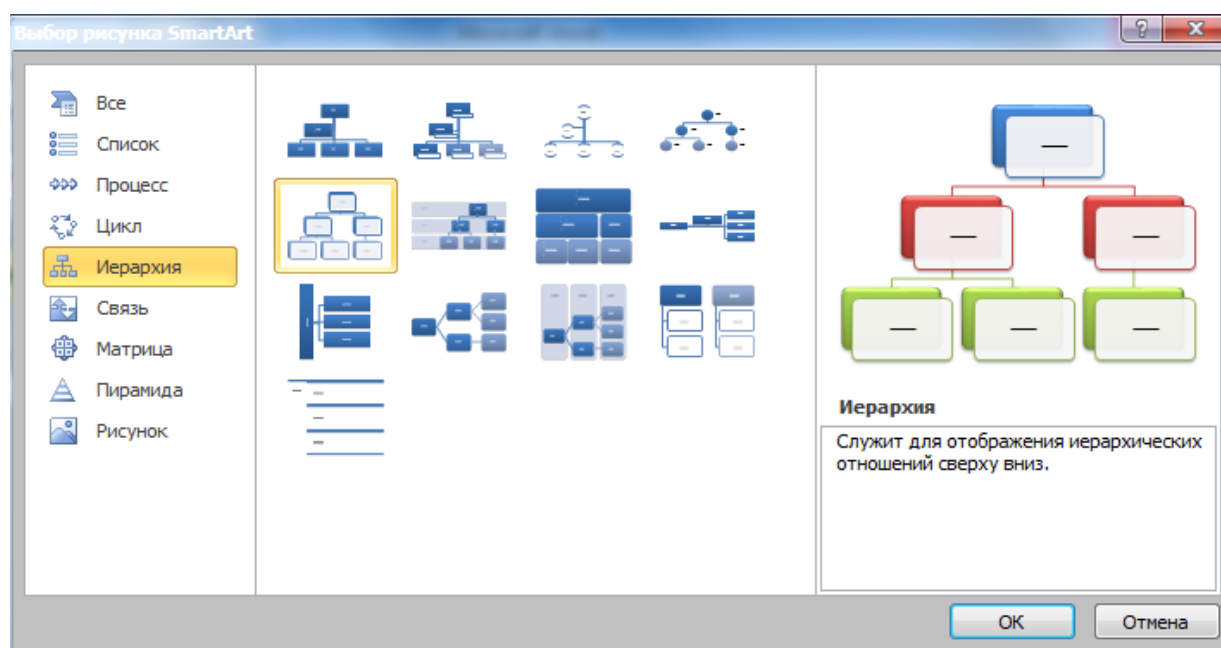 Выбор рисунка SmartArt
Все
Список
Процесс
Цикл
Иерархия
Связь
Матрица
Пирамида
Рисунок
Иерархия
Служит для отображения иерархических
отношений сверху вниз.
ОК
Отмена